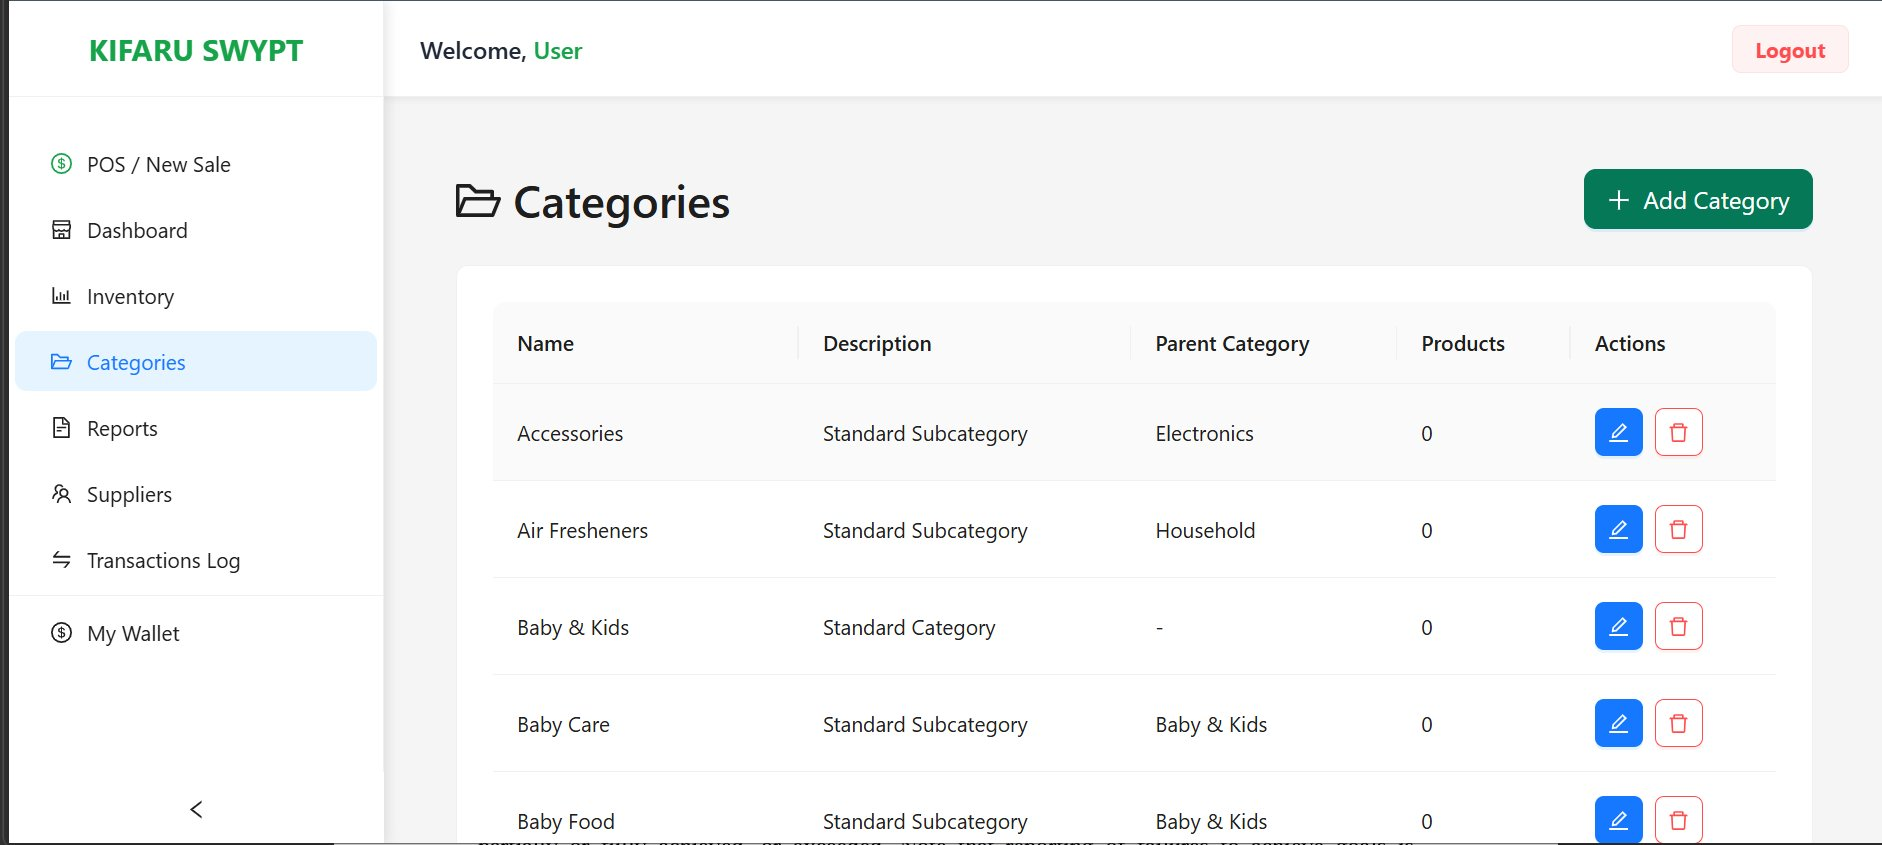 KIFARU SWYPT
Welcome, User
Logout
POS / New Sale
Dashboard
Inventory
Categories
Reports
Suppliers
Transactions Log
My Wallet
Categories
+ Add Category
Name Description Parent Category Products Actions
Accessories Standard Subcategory Electronics 0
Air Fresheners Standard Subcategory Household 0
Baby & Kids Standard Category - 0
Baby Care Standard Subcategory Baby & Kids 0
Baby Food Standard Subcategory Baby & Kids 0